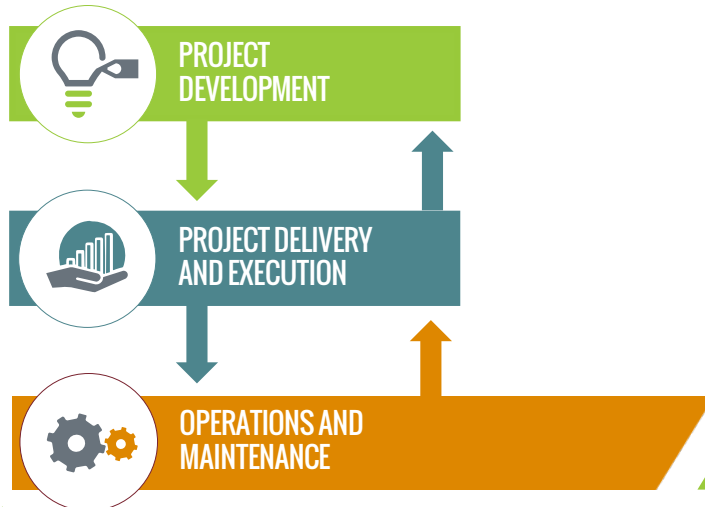 PROJECT
DEVELOPMENT
PROJECT DELIVERY
AND EXECUTION
OPERATIONS AND
MAINTENANCE